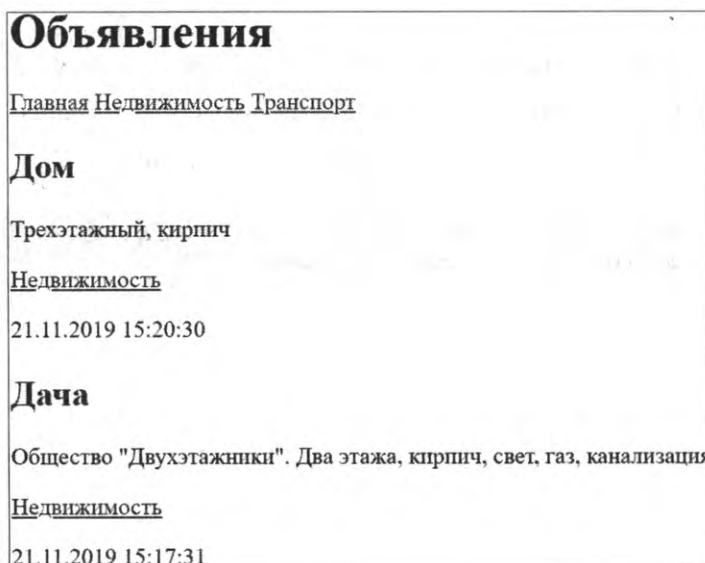 Объявления
Главная Недвижимость Транспорт
Дом
Трехэтажный, кирпич
Недвижимость
21.11.2019 15:20:30
Дача
Общество "Двухэтажники". Два этажа, кирпич, свет, газ, канализация
Недвижимость
21.11.2019 15:17:31